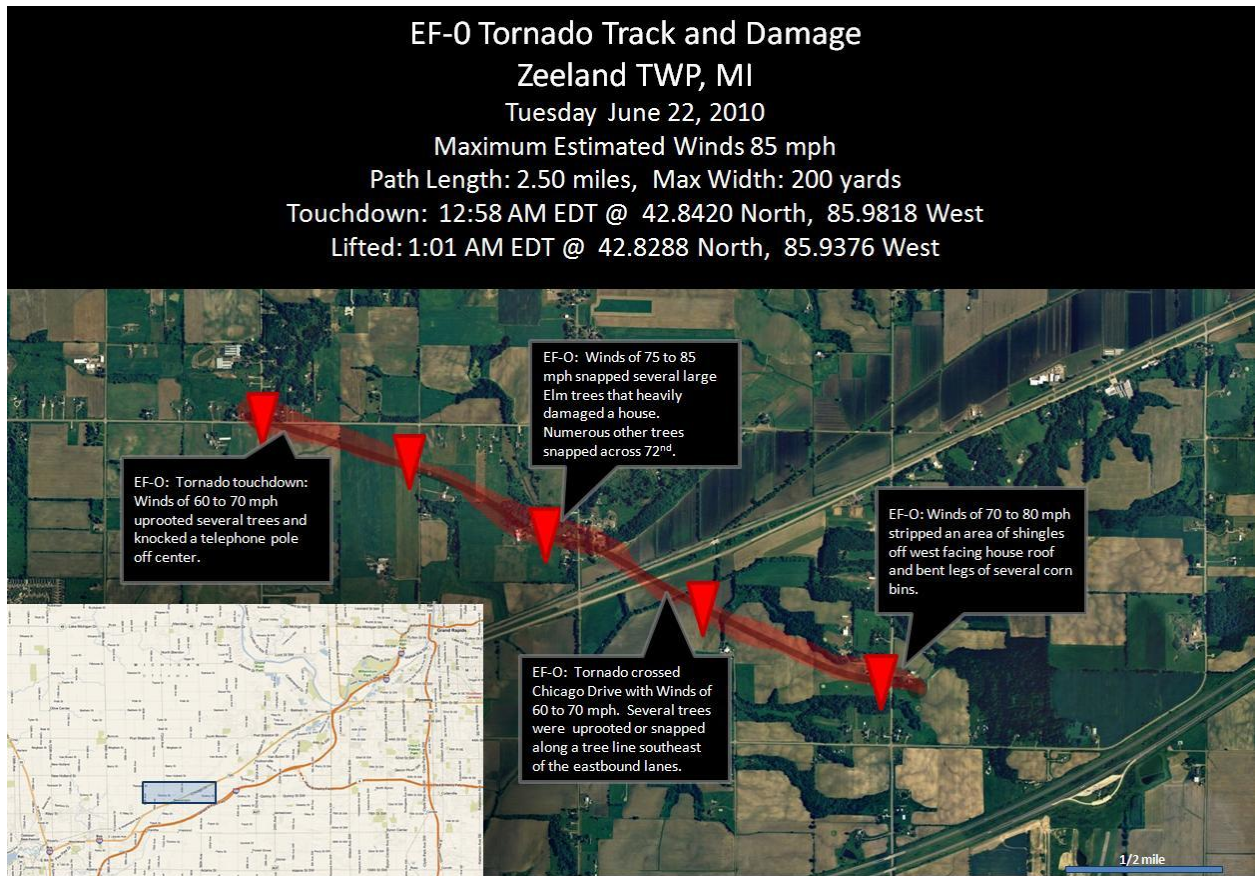 EF-0 Tornado Track and Damage
Zeeland TWP, MI
Tuesday June 22, 2010
Maximum Estimated Winds 85 mph
Path Length: 2.50 miles, Max Width: 200 yards
Touchdown: 12:58 AM EDT @ 42.8420 North, 85.9818 West
Lifted: 1:01 AM EDT @ 42.8288 North, 85.9376 West
EF-O: Winds of 75 to 85
mph snapped several large
Elm trees that heavily
damaged a house.
Numerous other trees
snapped across 72nd.
EF-O: Tornado touchdown:
Winds of 60 to 70 mph
uprooted several trees and
knocked a telephone pole
off center.
EF-O: Winds of 70 to 80 mph
stripped an area of shingles
off west facing house roof
and bent legs of several corn
bins.
EF-O: Tornado crossed
Chicago Drive with Winds of
60 to 70 mph. Several trees
were uprooted or snapped
along a tree line southeast
of the eastbound lanes.
Grand Rapids
1/2 mile